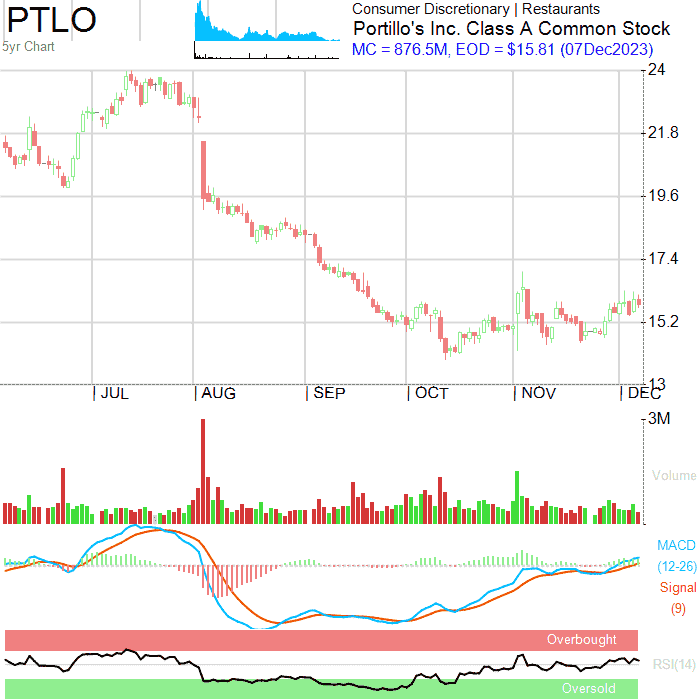 PTLO
5yr Chart
Consumer Discretionary | Restaurants
Portillo's Inc. Class A Common Stock
MC = 876.5M, EOD = $15.81 (07Dec2023)
24
21.8
19.6
17.4
15.2
13
JUL
AUG
SEP
OCT
NOV
DEC
3M
Volume
MACD
(12-26)
Signal
(9)
Overbought
RSI(14)
Oversold